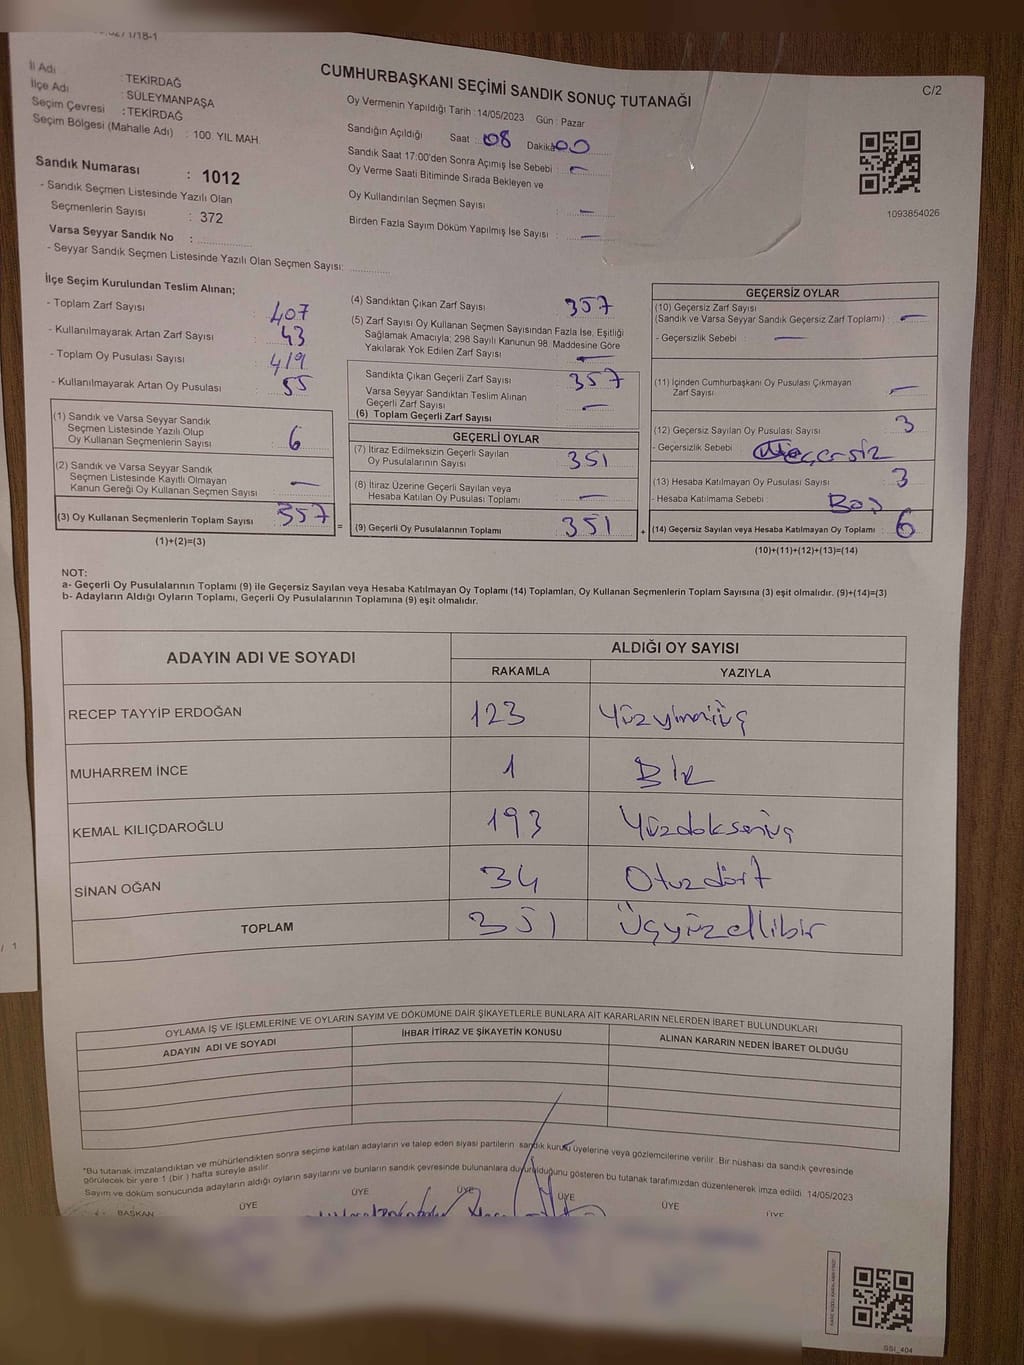 CUMHURBAŞKANI SEÇİMİ SANDIK SONUÇ TUTANAĞI
C/2
İl Adı : TEKİRDAĞ
İlçe Adı : SÜLEYMANPAŞA
Seçim Çevresi : TEKİRDAĞ
Seçim Bölgesi (Mahalle Adı) : 100. YIL MAH.
Sandık Numarası : 1012
- Sandık Seçmen Listesinde Yazılı Olan
Seçmenlerin Sayısı : 372
Varsa Seyyar Sandık No :
- Seyyar Sandık Seçmen Listesinde Yazılı Olan Seçmen Sayısı:
Oy Vermenin Yapıldığı Tarih : 14/05/2023 Gün : Pazar
Sandığın Açıldığı Saat 08 Dakika 00
Sandık Saat 17:00'den Sonra Açımış İse Sebebi : —
Oy Verme Saati Bitiminde Sırada Bekleyen ve
Oy Kullandırılan Seçmen Sayısı : —
Birden Fazla Sayım Döküm Yapılmış İse Sayısı : —
1093854026
İlçe Seçim Kurulundan Teslim Alınan;
- Toplam Zarf Sayısı : 407
- Kullanılmayarak Artan Zarf Sayısı : 43
- Toplam Oy Pusulası Sayısı : 419
- Kullanılmayarak Artan Oy Pusulası : 55
(1) Sandık ve Varsa Seyyar Sandık
Seçmen Listesinde Yazılı Olup
Oy Kullanan Seçmenlerin Sayısı : 6
(2) Sandık ve Varsa Seyyar Sandık
Seçmen Listesinde Kayıtlı Olmayan
Kanun Gereği Oy Kullanan Seçmen Sayısı : —
(3) Oy Kullanan Seçmenlerin Toplam Sayısı : 357
(1)+(2)=(3)
(4) Sandıktan Çıkan Zarf Sayısı : 357
(5) Zarf Sayısı Oy Kullanan Seçmen Sayısından Fazla İse, Eşitliği
Sağlamak Amacıyla; 298 Sayılı Kanunun 98. Maddesine Göre
Yakılarak Yok Edilen Zarf Sayısı : —
Sandıkta Çıkan Geçerli Zarf Sayısı : 357
Varsa Seyyar Sandıktan Teslim Alınan
Geçerli Zarf Sayısı : —
(6) Toplam Geçerli Zarf Sayısı
GEÇERLİ OYLAR
(7) İtiraz Edilmeksizin Geçerli Sayılan
Oy Pusulalarının Sayısı : 351
(8) İtiraz Üzerine Geçerli Sayılan veya
Hesaba Katılan Oy Pusulası Toplamı : —
= (9) Geçerli Oy Pusulalarının Toplamı : 351
GEÇERSİZ OYLAR
(10) Geçersiz Zarf Sayısı
(Sandık ve Varsa Seyyar Sandık Geçersiz Zarf Toplamı) : —
- Geçersizlik Sebebi : —
(11) İçinden Cumhurbaşkanı Oy Pusulası Çıkmayan
Zarf Sayısı : —
(12) Geçersiz Sayılan Oy Pusulası Sayısı : 3
- Geçersizlik Sebebi : Geçersiz
(13) Hesaba Katılmayan Oy Pusulası Sayısı : 3
- Hesaba Katılmama Sebebi : Boş
+ (14) Geçersiz Sayılan veya Hesaba Katılmayan Oy Toplamı : 6
(10)+(11)+(12)+(13)=(14)
NOT:
a- Geçerli Oy Pusulalarının Toplamı (9) ile Geçersiz Sayılan veya Hesaba Katılmayan Oy Toplamı (14) Toplamları, Oy Kullanan Seçmenlerin Toplam Sayısına (3) eşit olmalıdır. (9)+(14)=(3)
b- Adayların Aldığı Oyların Toplamı, Geçerli Oy Pusulalarının Toplamına (9) eşit olmalıdır.
ADAYIN ADI VE SOYADI ALDIĞI OY SAYISI
RAKAMLA YAZIYLA
RECEP TAYYİP ERDOĞAN 123 Yüzyirmiüç
MUHARREM İNCE 1 Bir
KEMAL KILIÇDAROĞLU 193 Yüzdoksanüç
SİNAN OĞAN 34 Otuzdört
TOPLAM 351 Üçyüzellibir
/ 1
OYLAMA İŞ VE İŞLEMLERİNE VE OYLARIN SAYIM VE DÖKÜMÜNE DAİR ŞİKAYETLERLE BUNLARA AİT KARARLARIN NELERDEN İBARET BULUNDUKLARI
ADAYIN ADI VE SOYADI İHBAR İTİRAZ VE ŞİKAYETİN KONUSU ALINAN KARARIN NEDEN İBARET OLDUĞU
*Bu tutanak imzalandıktan ve mühürlendikten sonra seçime katılan adayların ve talep eden siyasi partilerin sandık kurulu üyelerine veya gözlemcilerine verilir. Bir nüshası da sandık çevresinde
görülecek bir yere 1 (bir) hafta süreyle asılır.
Sayım ve döküm sonucunda adayların aldığı oyların sayılarını ve bunların sandık çevresinde bulunanlara duyurulduğunu gösteren bu tutanak tarafımızdan düzenlenerek imza edildi. 14/05/2023
BAŞKAN ÜYE ÜYE ÜYE ÜYE ÜYE ÜYE
SSI_404